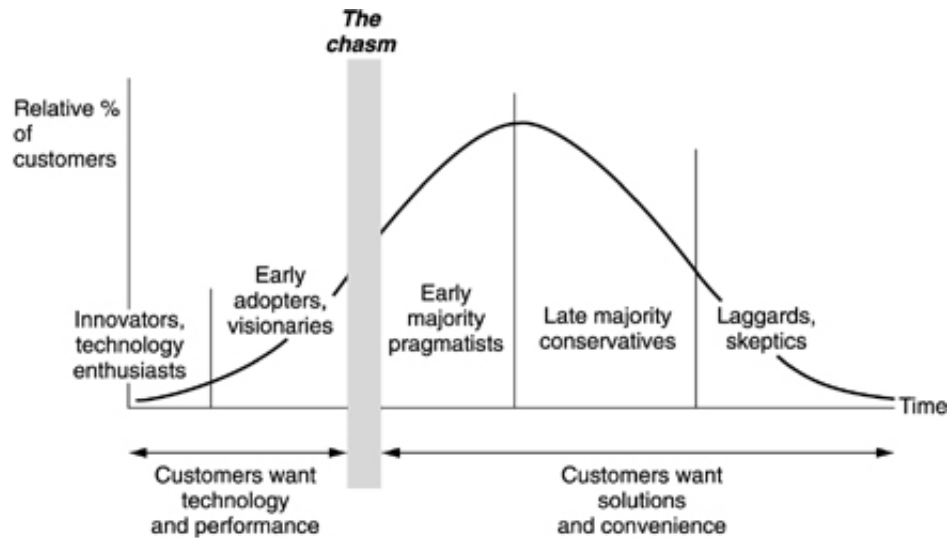 The
chasm
Relative %
of
customers
Innovators,
technology
enthusiasts
Early
adopters,
visionaries
Early
majority
pragmatists
Late majority
conservatives
Laggards,
skeptics
Time
Customers want
technology
and performance
Customers want
solutions
and convenience